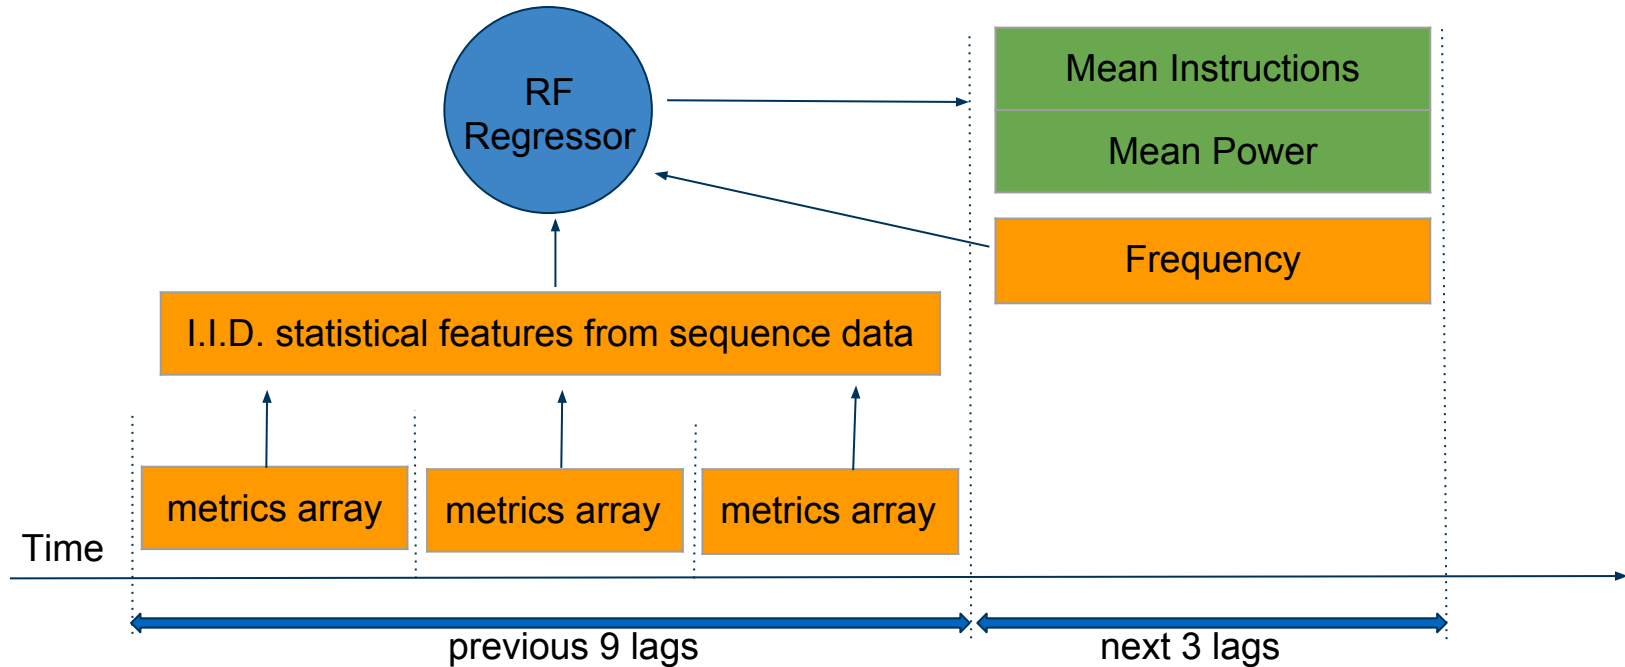 RF
Regressor
Mean Instructions
Mean Power
Frequency
I.I.D. statistical features from sequence data
metrics array
metrics array
metrics array
Time
previous 9 lags
next 3 lags